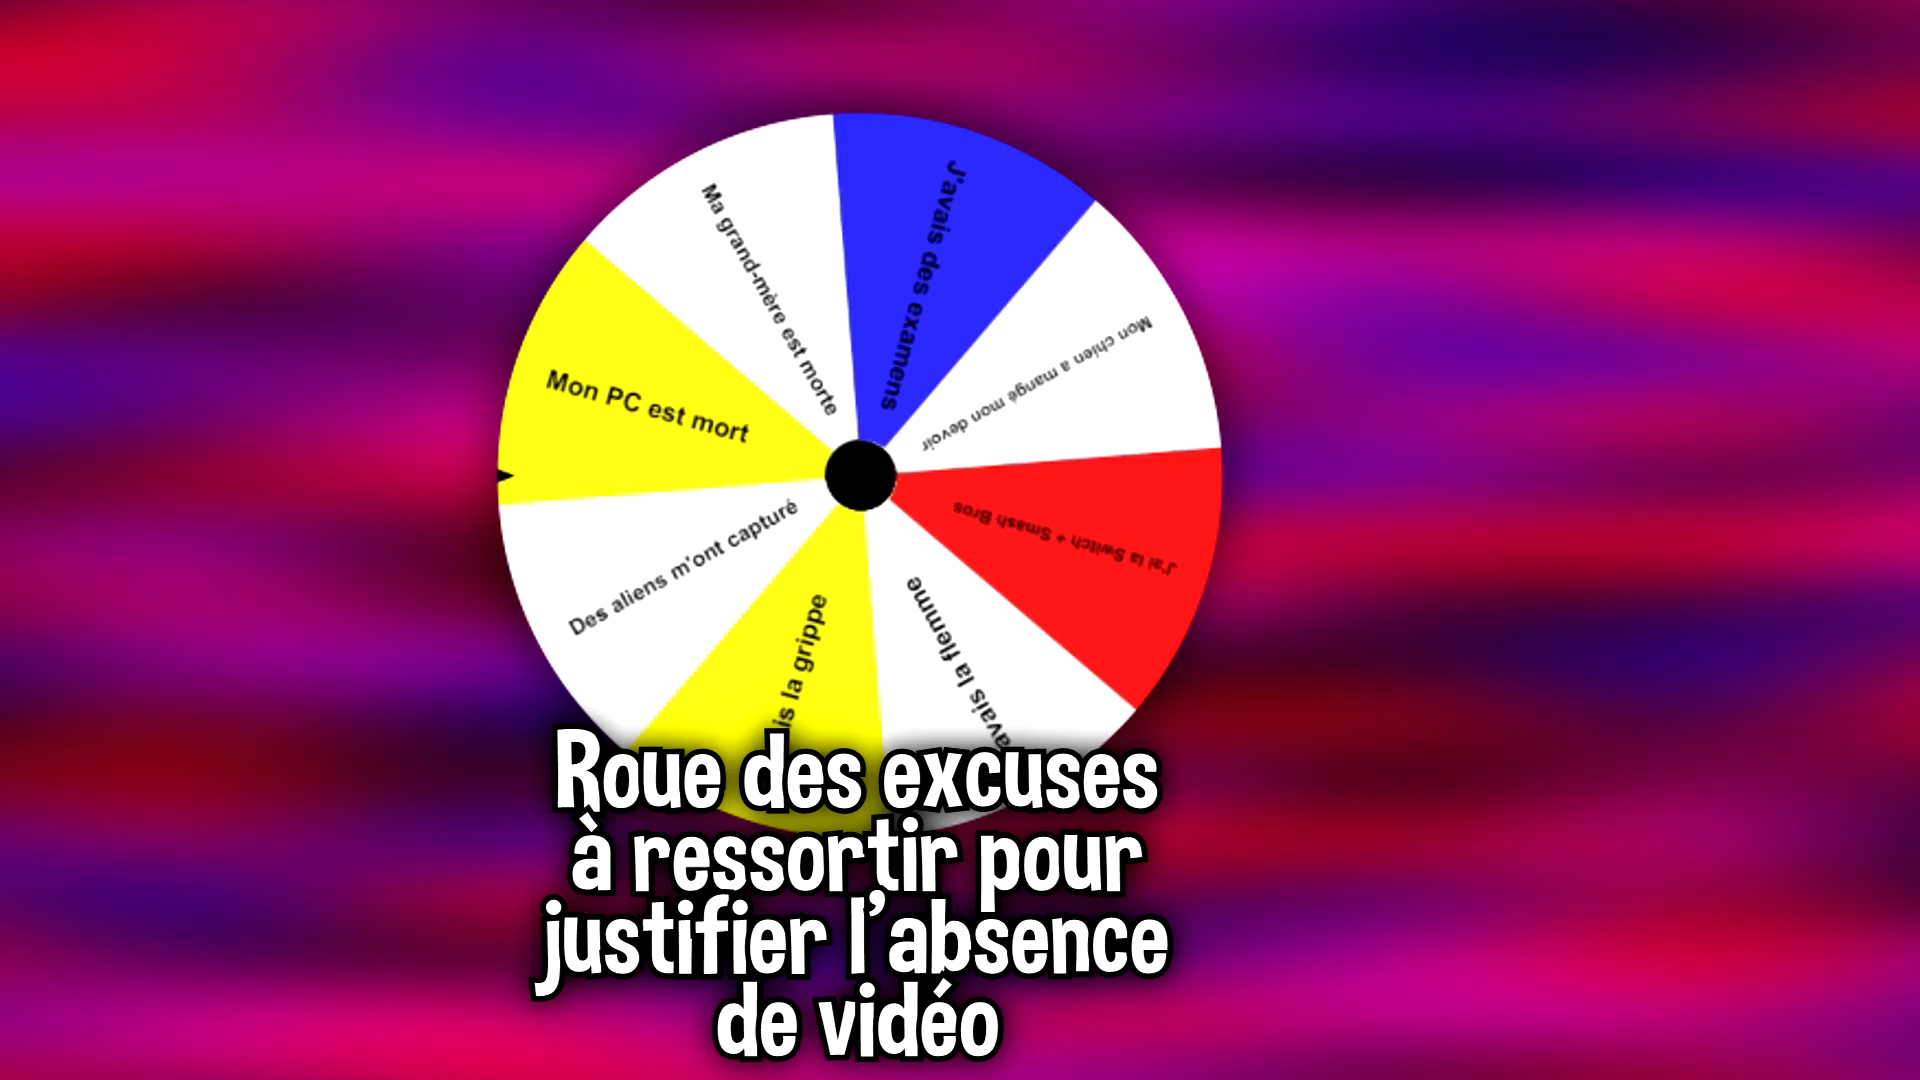 Ma grand-mère est morte
J'avais des examens
Mon chien a mangé mon devoir
J'ai la Switch + Smash Bros
avais la flemme
is la grippe
Des aliens m'ont capturé
Mon PC est mort
Roue des excuses
à ressortir pour
justifier l'absence
de vidéo